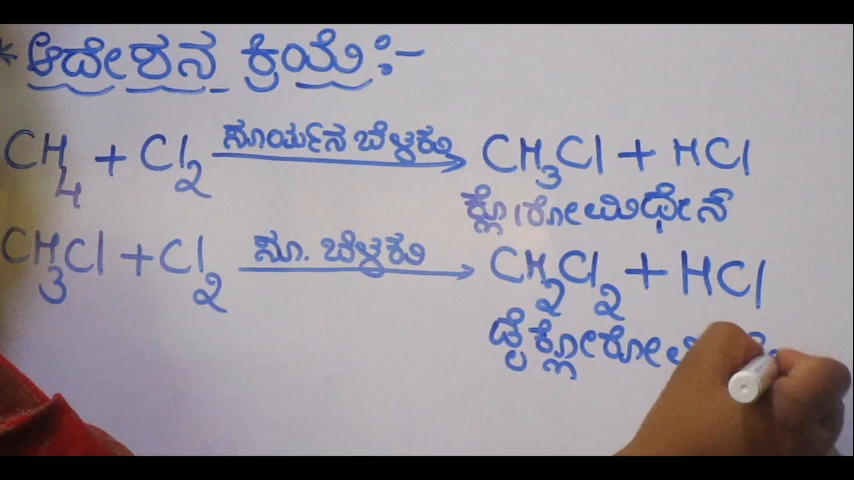 * ಆದೇಶನ ಕ್ರಿಯೆ :-
CH4 + Cl2 ಸೂರ್ಯನ ಬೆಳಕು CH3Cl + HCl
ಕ್ಲೋರೋಮಿಥೇನ್
CH3Cl + Cl2 ಸೂ. ಬೆಳಕು CH2Cl2 + HCl
ಡೈಕ್ಲೋರೋಮಿ